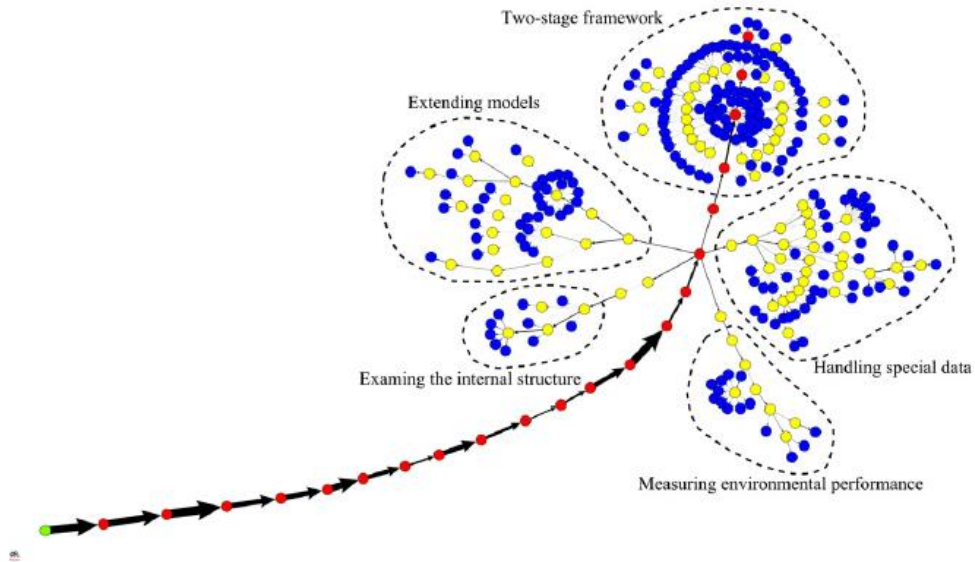 Two-stage framework
Extending models
Handling special data
Examing the internal structure
Measuring environmental performance